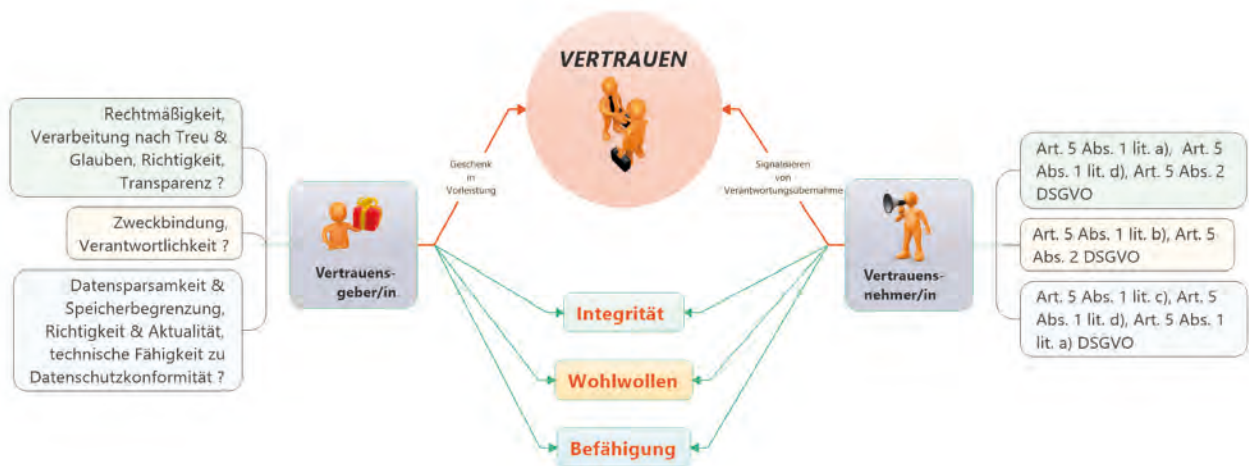 VERTRAUEN
Rechtmäßigkeit,
Verarbeitung nach Treu &
Glauben, Richtigkeit,
Transparenz ?
Zweckbindung,
Verantwortlichkeit ?
Datensparsamkeit &
Speicherbegrenzung,
Richtigkeit & Aktualität,
technische Fähigkeit zu
Datenschutzkonformität ?
Vertrauens-
geber/in
Geschenk
in
Vorleistung
Signalisieren
von
Verantwortungsübernahme
Integrität
Wohlwollen
Befähigung
Vertrauens-
nehmer/in
Art. 5 Abs. 1 lit. a), Art. 5
Abs. 1 lit. d), Art. 5 Abs. 2
DSGVO
Art. 5 Abs. 1 lit. b), Art. 5
Abs. 2 DSGVO
Art. 5 Abs. 1 lit. c), Art. 5
Abs. 1 lit. d), Art. 5 Abs. 1
lit. a) DSGVO